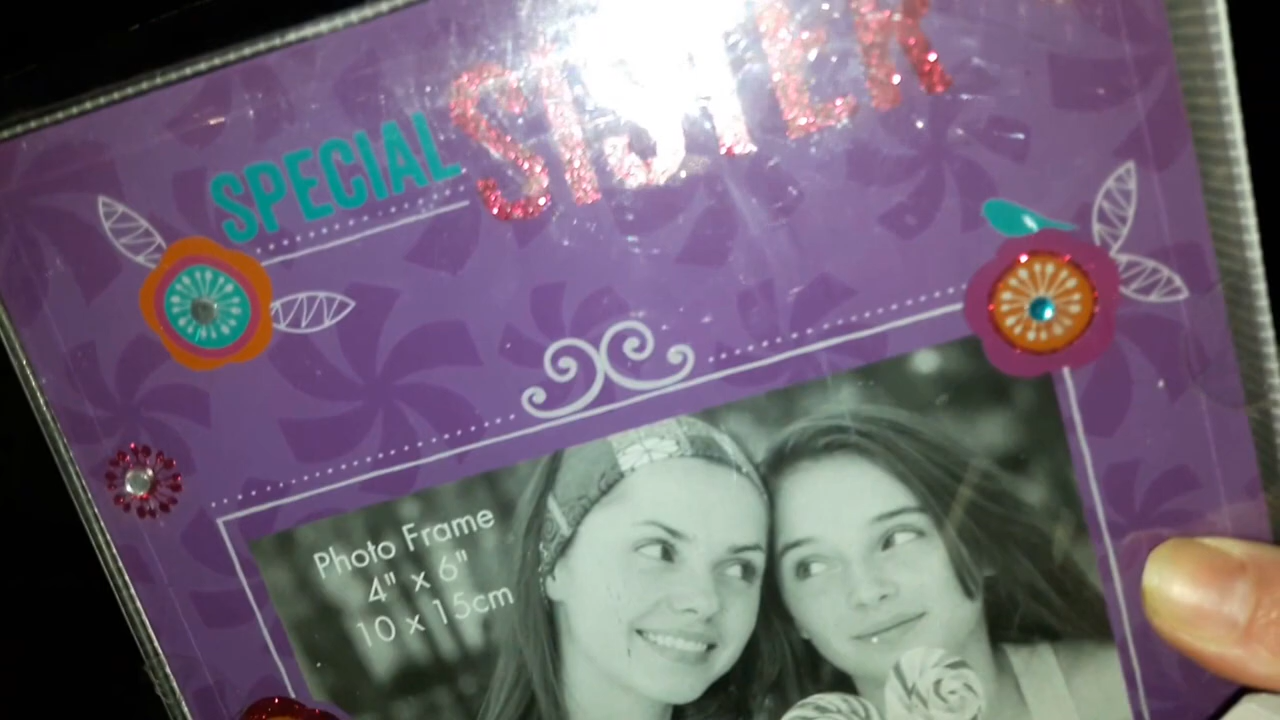 SPECIAL SISTER
Photo Frame
4" x 6"
10 x 15cm